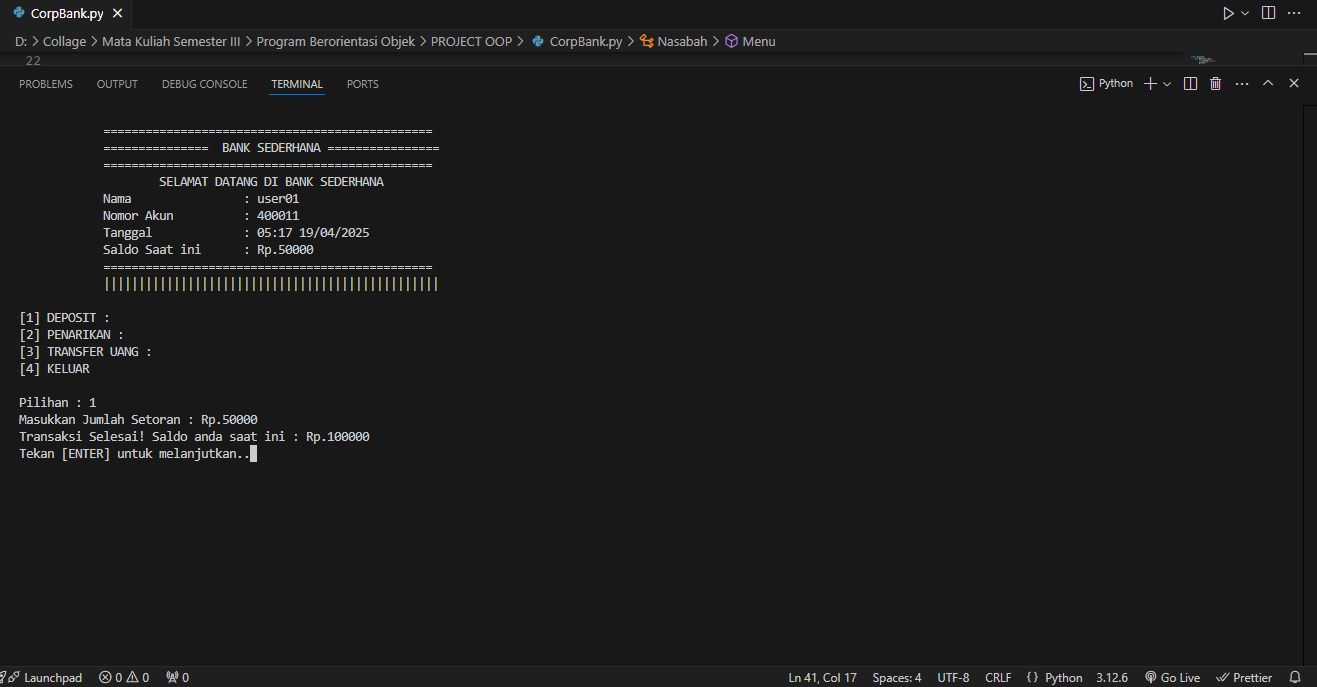 CorpBank.py
D: > Collage > Mata Kuliah Semester III > Program Berorientasi Objek > PROJECT OOP > CorpBank.py > Nasabah > Menu
22
PROBLEMS OUTPUT DEBUG CONSOLE TERMINAL PORTS Python
===============================================
=============== BANK SEDERHANA ================
===============================================
SELAMAT DATANG DI BANK SEDERHANA
Nama : user01
Nomor Akun : 400011
Tanggal : 05:17 19/04/2025
Saldo Saat ini : Rp.50000
===============================================
||||||||||||||||||||||||||||||||||||||||||||||||
[1] DEPOSIT :
[2] PENARIKAN :
[3] TRANSFER UANG :
[4] KELUAR
Pilihan : 1
Masukkan Jumlah Setoran : Rp.50000
Transaksi Selesai! Saldo anda saat ini : Rp.100000
Tekan [ENTER] untuk melanjutkan..
Launchpad 0 0 0 Ln 41, Col 17 Spaces: 4 UTF-8 CRLF {} Python 3.12.6 Go Live Prettier